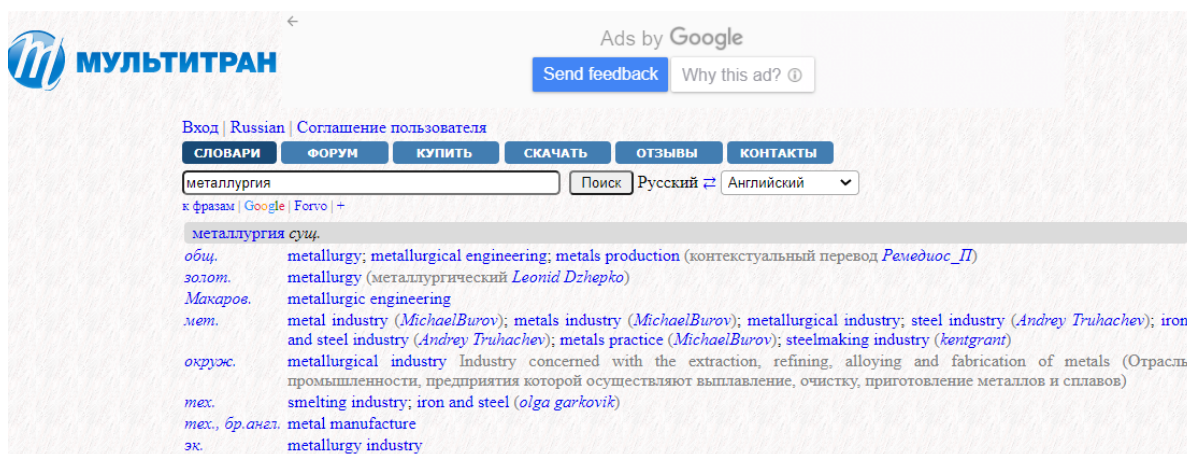 ←
Ads by Google
Send feedback Why this ad?
МУЛЬТИТРАН
Вход | Russian | Соглашение пользователя
СЛОВАРИ ФОРУМ КУПИТЬ СКАЧАТЬ ОТЗЫВЫ КОНТАКТЫ
металлургия Поиск Русский ⇄ Английский
к фразам | Google | Forvo | +
металлургия сущ.
общ. metallurgy; metallurgical engineering; metals production (контекстуальный перевод Ремедиос_П)
золот. metallurgy (металлургический Leonid Dzhepko)
Макаров. metallurgic engineering
мет. metal industry (MichaelBurov); metals industry (MichaelBurov); metallurgical industry; steel industry (Andrey Truhachev); iron
and steel industry (Andrey Truhachev); metals practice (MichaelBurov); steelmaking industry (kentgrant)
окруж. metallurgical industry Industry concerned with the extraction, refining, alloying and fabrication of metals (Отрасль
промышленности, предприятия которой осуществляют выплавление, очистку, приготовление металлов и сплавов)
тех. smelting industry; iron and steel (olga garkovik)
тех., бр.англ. metal manufacture
эк. metallurgy industry